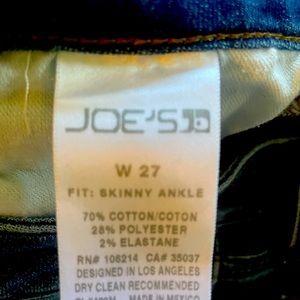 JOE'S
W 27
FIT: SKINNY ANKLE
70% COTTON/COTON
28% POLYESTER
2% ELASTANE
RN# 106214 CA# 35037
DESIGNED IN LOS ANGELES
DRY CLEAN RECOMMENDED
MADE IN MEXICO